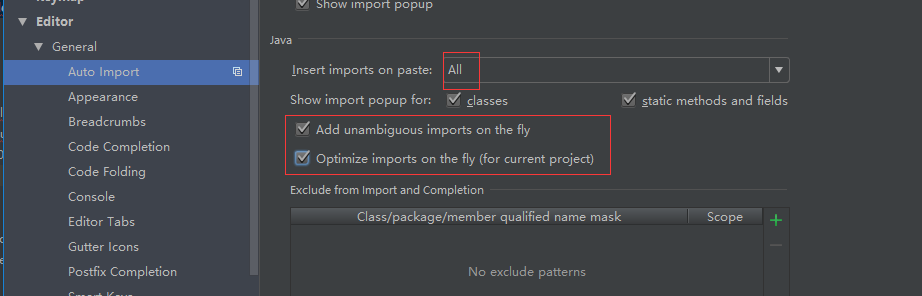 Keymap
Editor
General
Auto Import
Appearance
Breadcrumbs
Code Completion
Code Folding
Console
Editor Tabs
Gutter Icons
Postfix Completion
Smart Keys
Show import popup
Java
Insert imports on paste: All
Show import popup for: classes static methods and fields
Add unambiguous imports on the fly
Optimize imports on the fly (for current project)
Exclude from Import and Completion
Class/package/member qualified name mask Scope
No exclude patterns